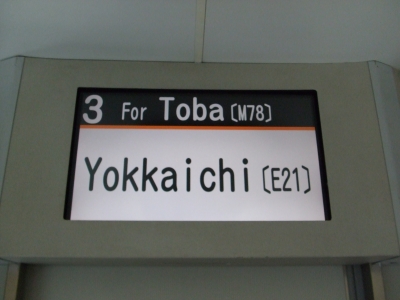 3 For Toba〔M78〕
Yokkaichi〔E21〕